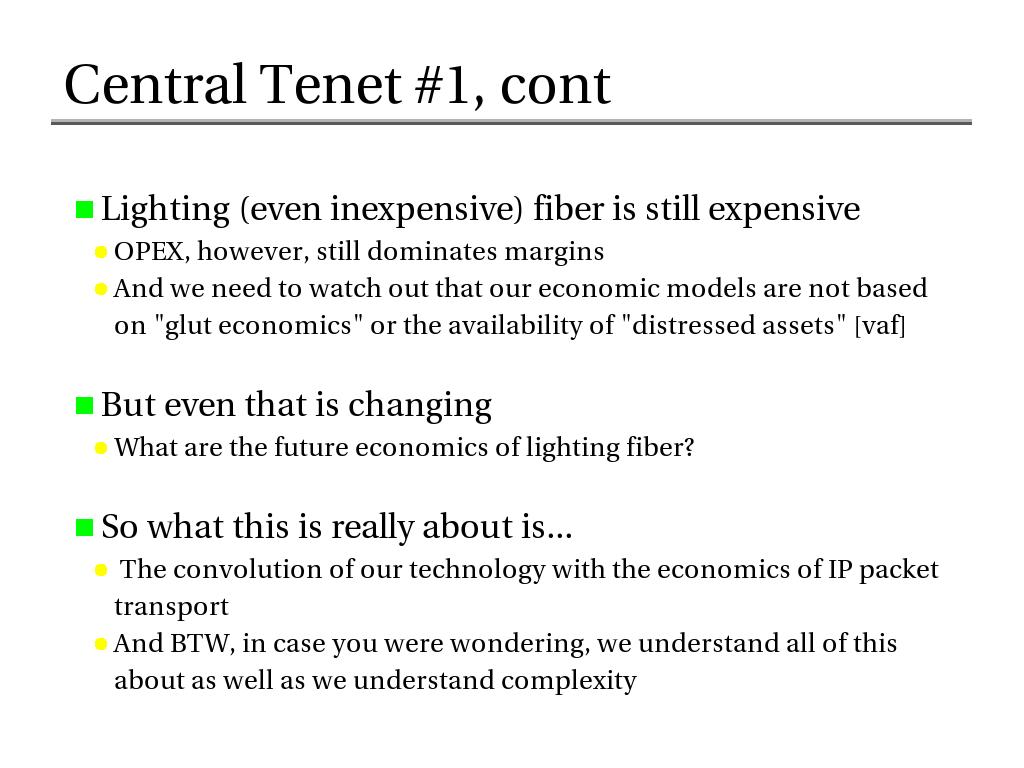 Central Tenet #1, cont
Lighting (even inexpensive) fiber is still expensive
OPEX, however, still dominates margins
And we need to watch out that our economic models are not based
on "glut economics" or the availability of "distressed assets" [vaf]
But even that is changing
What are the future economics of lighting fiber?
So what this is really about is...
The convolution of our technology with the economics of IP packet
transport
And BTW, in case you were wondering, we understand all of this
about as well as we understand complexity